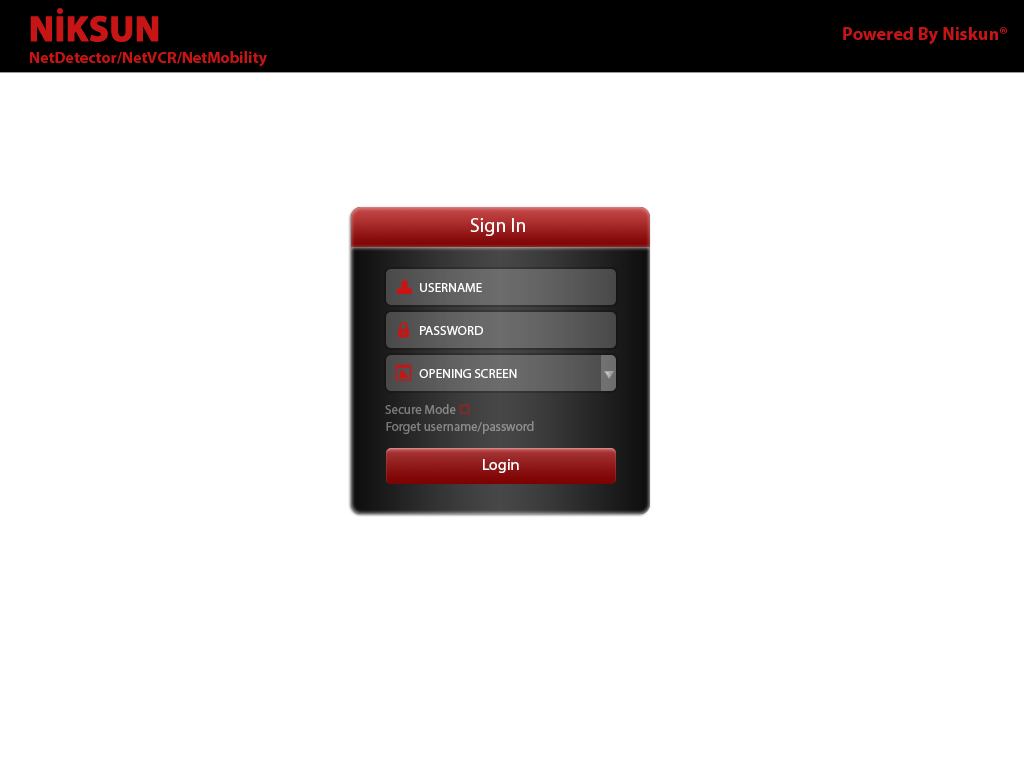 NiKSUN
NetDetector/NetVCR/NetMobility
Powered By Niskun®
Sign In
USERNAME
PASSWORD
OPENING SCREEN
Secure Mode
Forget username/password
Login